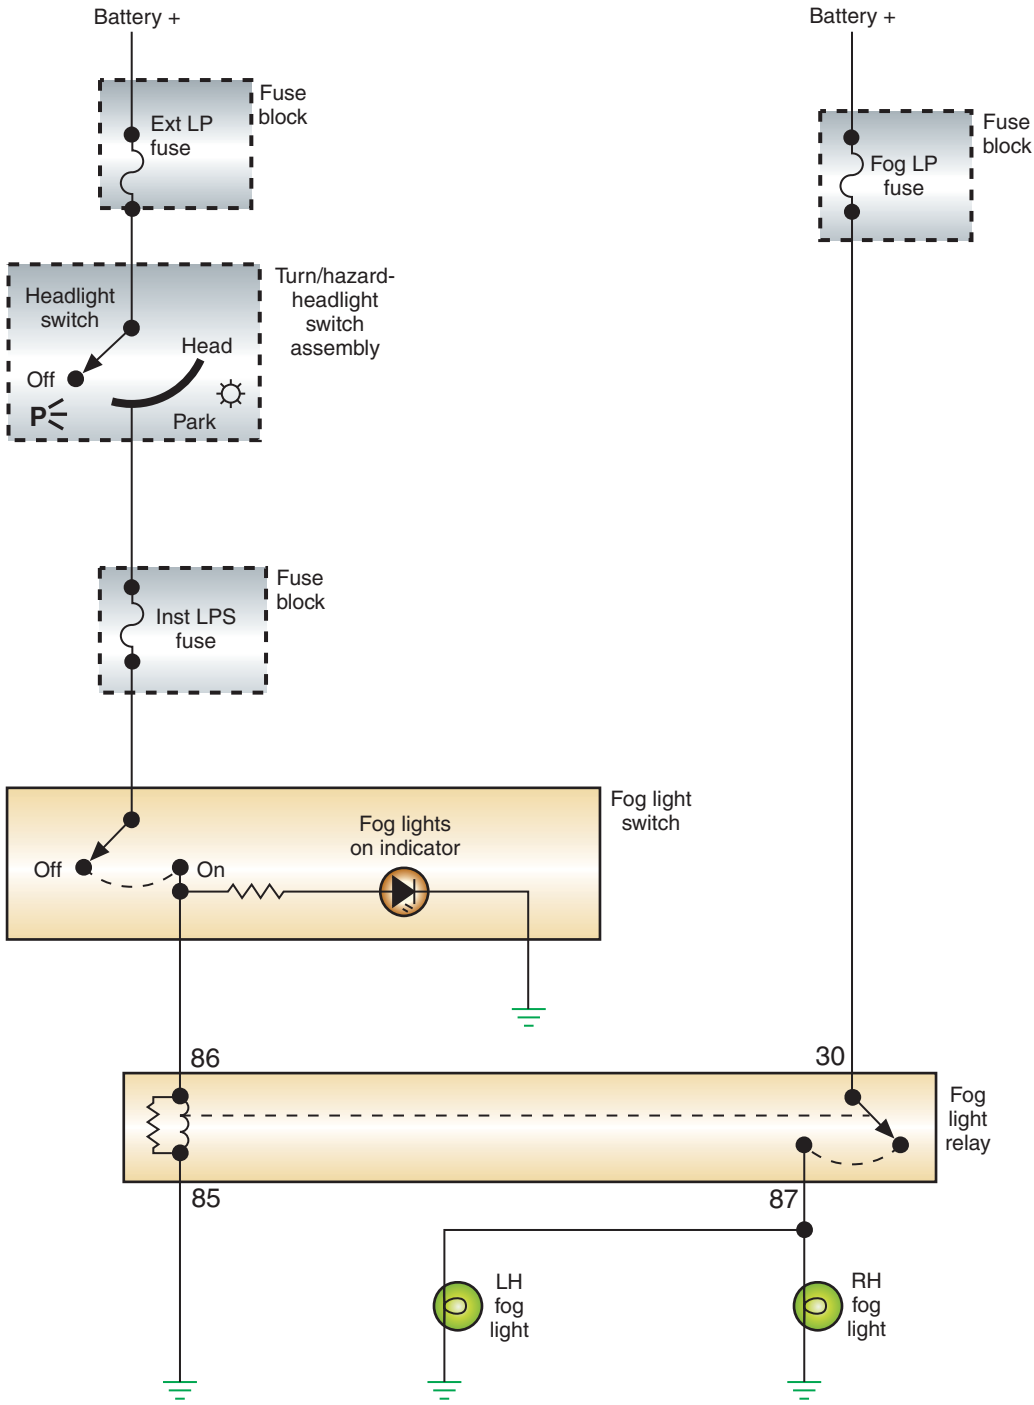 Battery +
Battery +
Fuse
block
Ext LP
fuse
Fuse
block
Fog LP
fuse
Turn/hazard-
headlight
switch
assembly
Headlight
switch
Head
Off
P
Park
Fuse
block
Inst LPS
fuse
Fog light
switch
Fog lights
on indicator
Off
On
86
30
Fog
light
relay
85
87
LH
fog
light
RH
fog
light